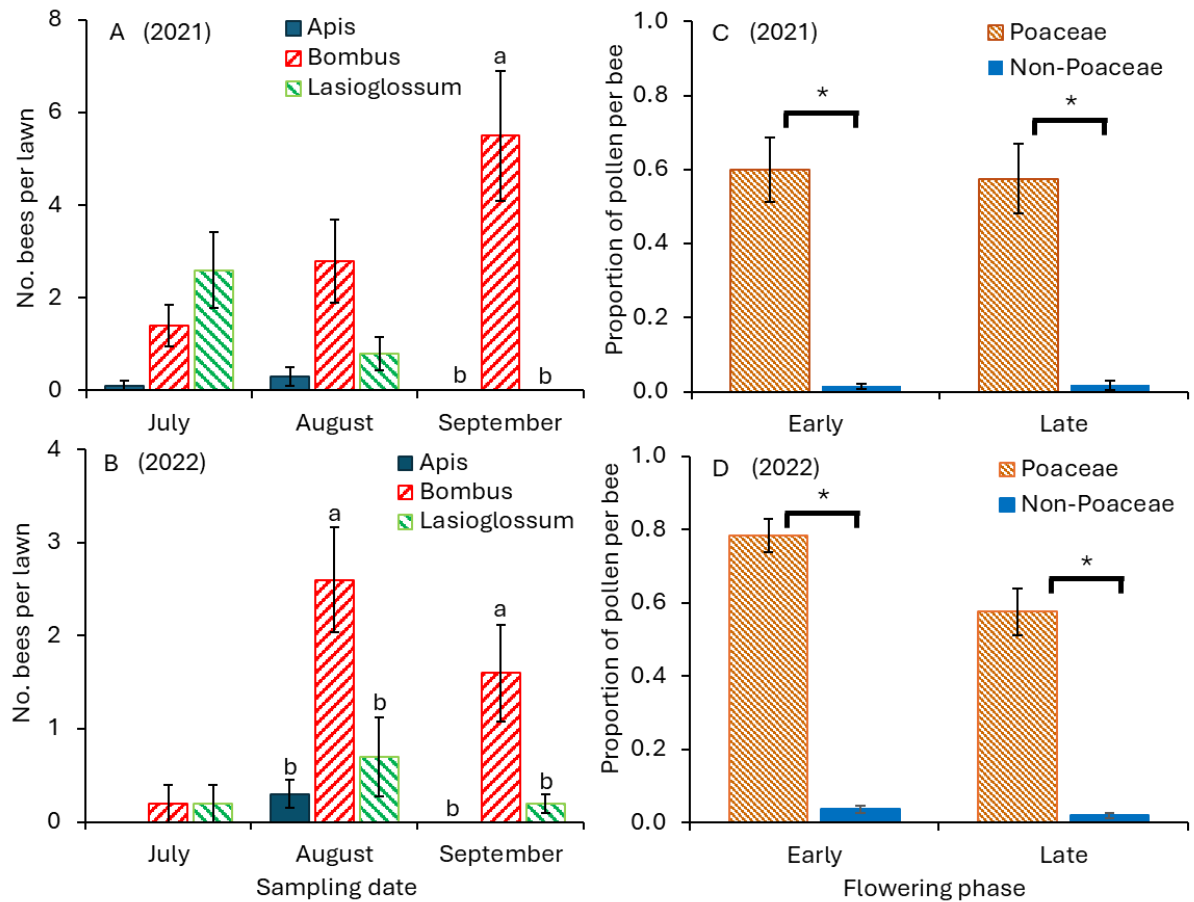 A (2021)
Apis
Bombus
Lasioglossum
No. bees per lawn
8
6
4
2
0
a
b
b
July
August
September
C (2021)
Poaceae
Non-Poaceae
Proportion of pollen per bee
1.0
0.8
0.6
0.4
0.2
0.0
*
*
Early
Late
B (2022)
Apis
Bombus
Lasioglossum
No. bees per lawn
4
3
2
1
0
b
a
b
b
a
b
July
August
September
Sampling date
D (2022)
Poaceae
Non-Poaceae
Proportion of pollen per bee
1.0
0.8
0.6
0.4
0.2
0.0
*
*
Early
Late
Flowering phase